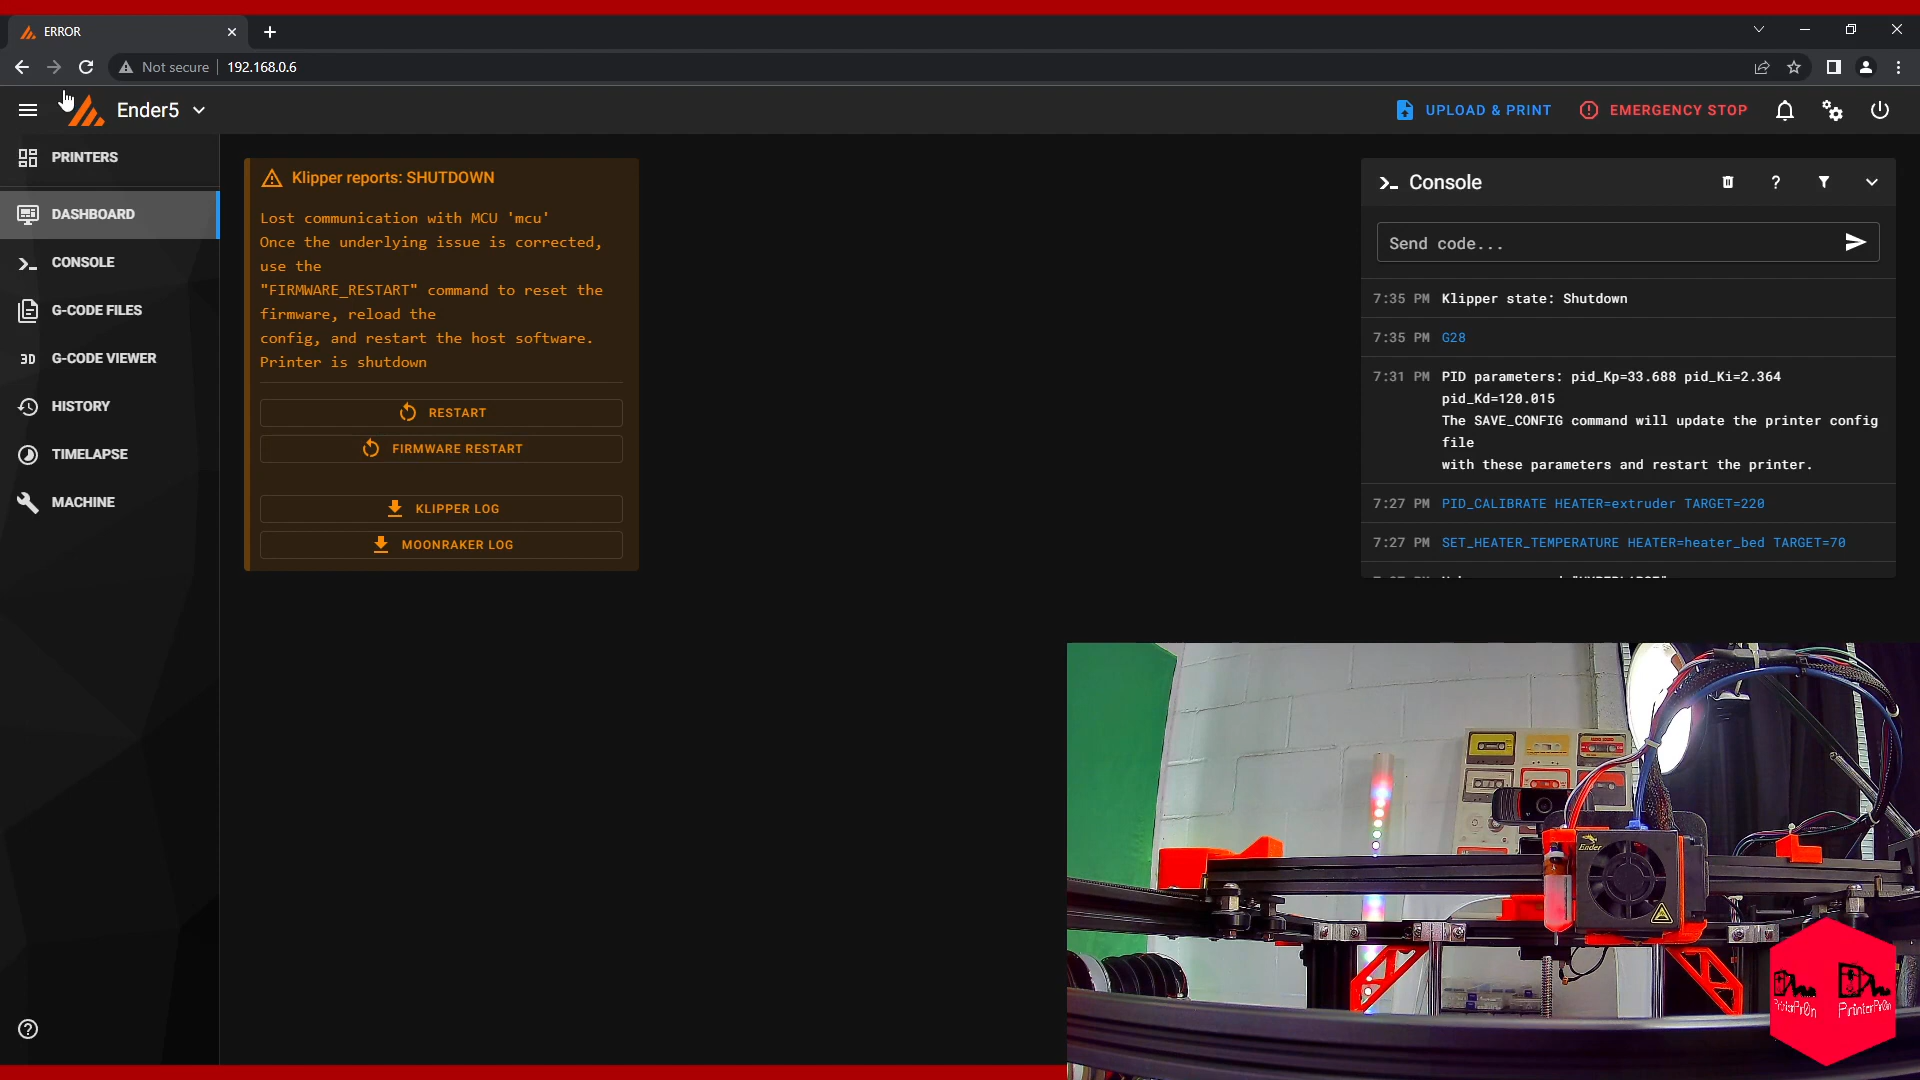 ERROR
Not secure
192.168.0.6
Ender5
UPLOAD & PRINT
EMERGENCY STOP
PRINTERS
DASHBOARD
CONSOLE
G-CODE FILES
3D
G-CODE VIEWER
HISTORY
TIMELAPSE
MACHINE
Klipper reports: SHUTDOWN
Lost communication with MCU 'mcu'
Once the underlying issue is corrected,
use the
"FIRMWARE_RESTART" command to reset the
firmware, reload the
config, and restart the host software.
Printer is shutdown
RESTART
FIRMWARE RESTART
KLIPPER LOG
MOONRAKER LOG
Console
Send code...
7:35 PM Klipper state: Shutdown
7:35 PM G28
7:31 PM PID parameters: pid_Kp=33.688 pid_Ki=2.364
pid_Kd=120.015
The SAVE_CONFIG command will update the printer config
file
with these parameters and restart the printer.
7:27 PM PID_CALIBRATE HEATER=extruder TARGET=220
7:27 PM SET_HEATER_TEMPERATURE HEATER=heater_bed TARGET=70
Ender
PrinterPr0n
PrinterPr0n